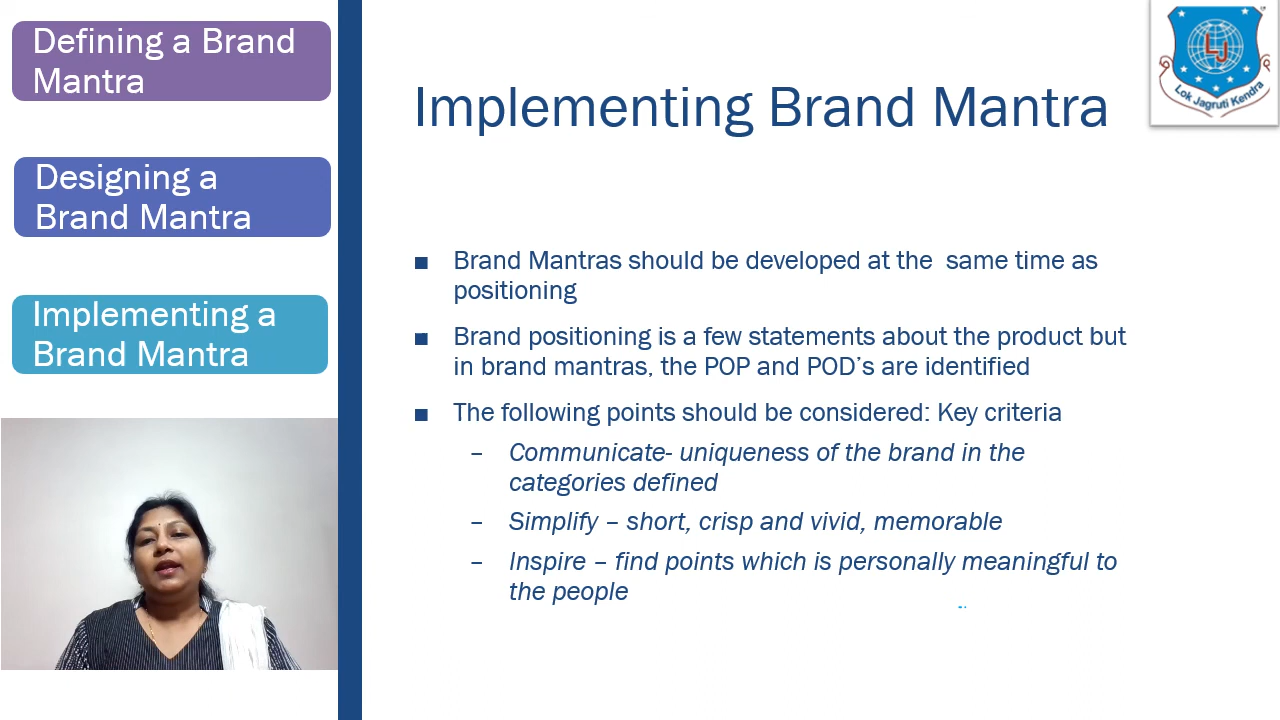 Defining a Brand
Mantra
Designing a
Brand Mantra
Implementing a
Brand Mantra
Implementing Brand Mantra
LJ
Lok Jagruti Kendra
■ Brand Mantras should be developed at the same time as
positioning
■ Brand positioning is a few statements about the product but
in brand mantras, the POP and POD’s are identified
■ The following points should be considered: Key criteria
– Communicate- uniqueness of the brand in the
categories defined
– Simplify – short, crisp and vivid, memorable
– Inspire – find points which is personally meaningful to
the people